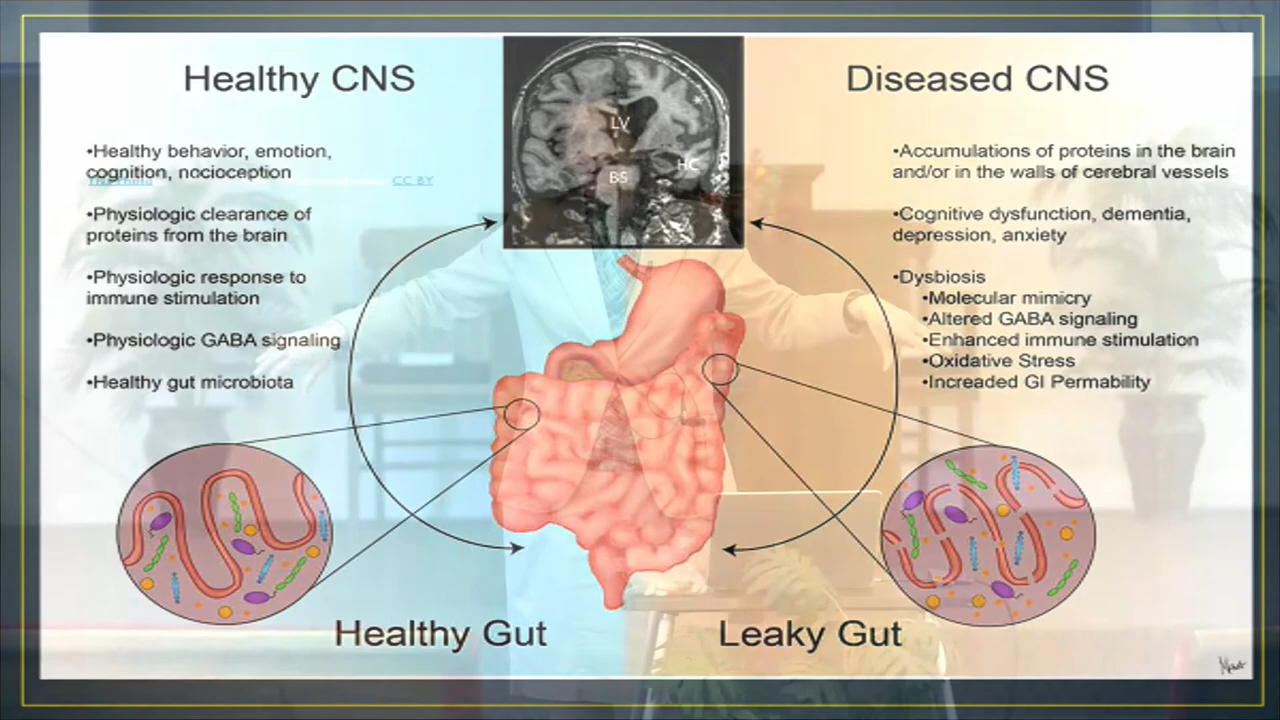 Healthy CNS
•Healthy behavior, emotion,
cognition, nocioception
CC BY
•Physiologic clearance of
proteins from the brain
•Physiologic response to
immune stimulation
•Physiologic GABA signaling
•Healthy gut microbiota
LV
HC
BS
Diseased CNS
•Accumulations of proteins in the brain
and/or in the walls of cerebral vessels
•Cognitive dysfunction, dementia,
depression, anxiety
•Dysbiosis
•Molecular mimicry
•Altered GABA signaling
•Enhanced immune stimulation
•Oxidative Stress
•Increaded GI Permability
Healthy Gut
Leaky Gut